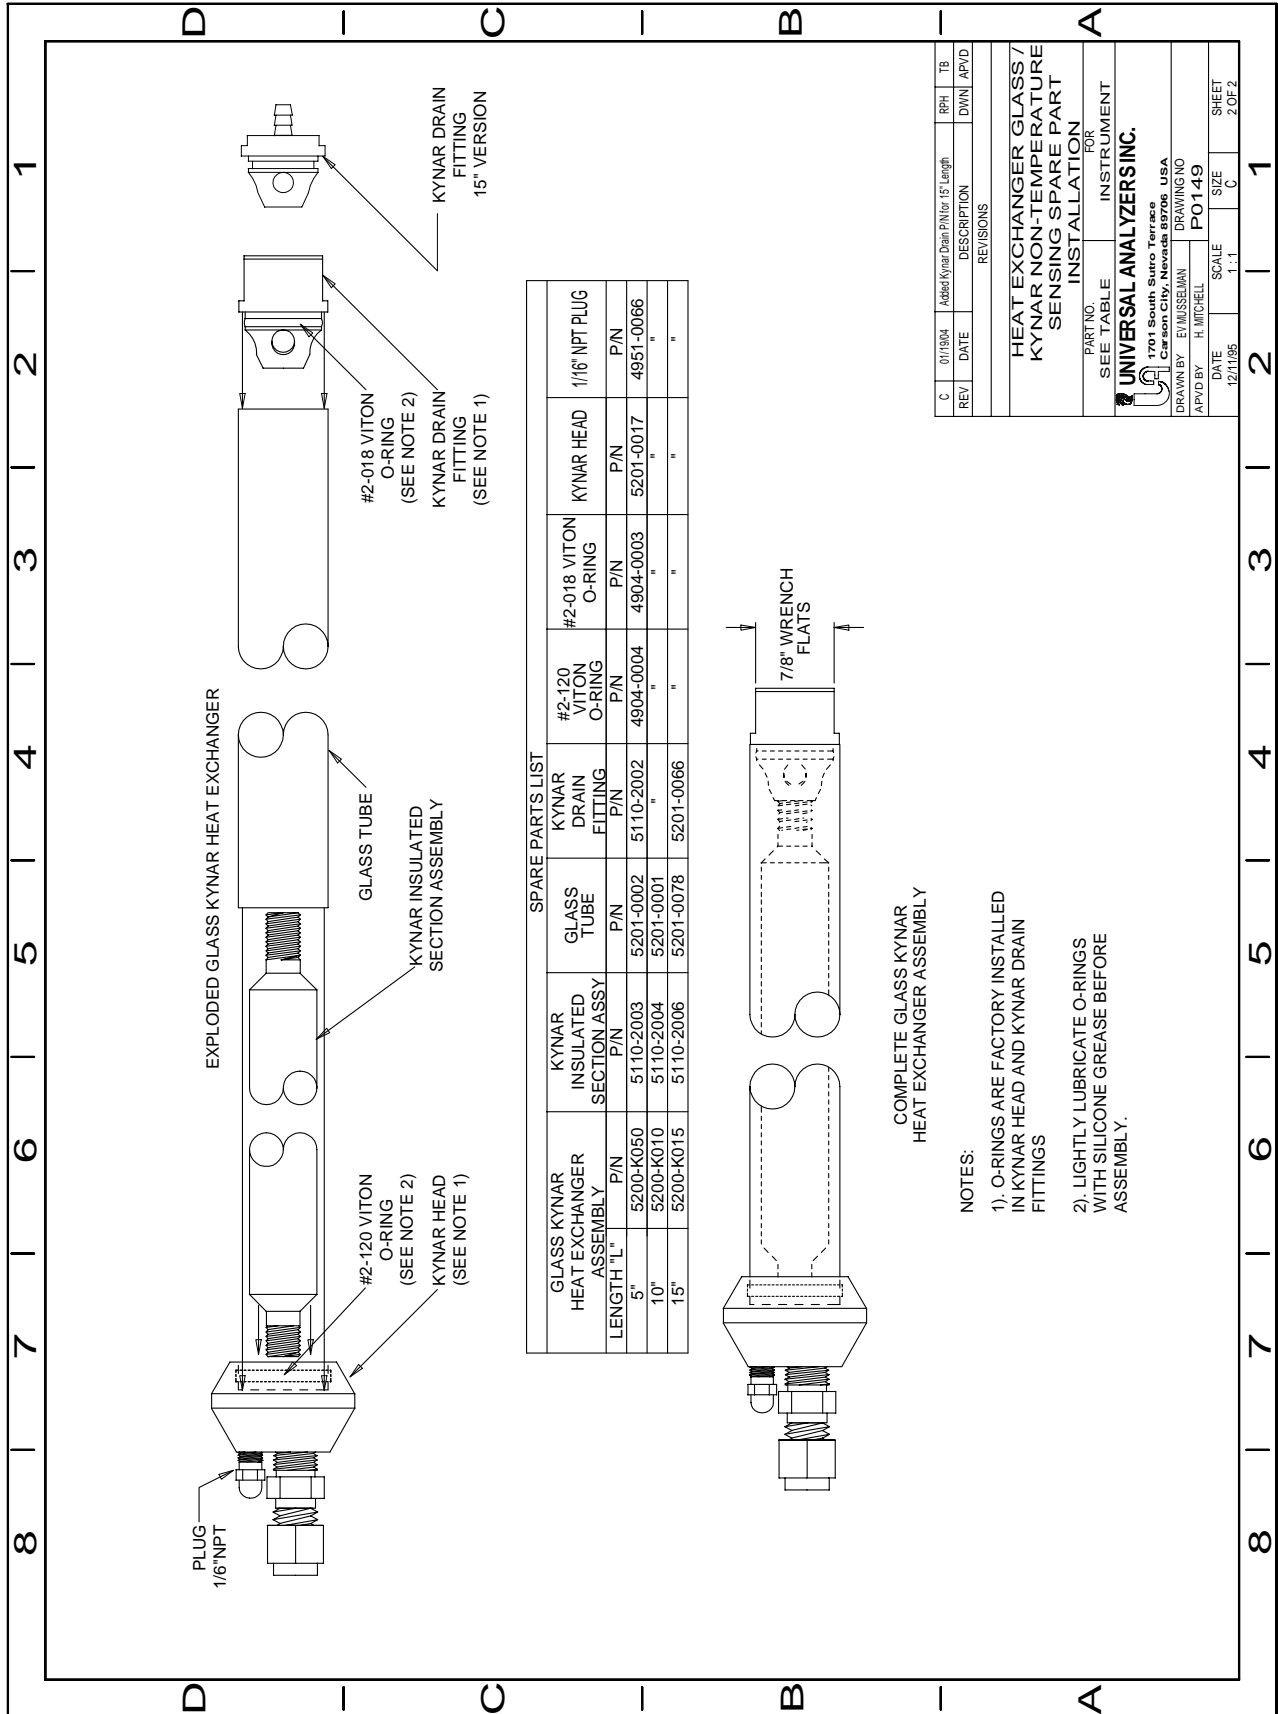 8 7 6 5 4 3 2 1
D
C
B
A
EXPLODED GLASS KYNAR HEAT EXCHANGER
PLUG
1/6"NPT
#2-120 VITON
O-RING
(SEE NOTE 2)
KYNAR HEAD
(SEE NOTE 1)
KYNAR INSULATED
SECTION ASSEMBLY
GLASS TUBE
#2-018 VITON
O-RING
(SEE NOTE 2)
KYNAR DRAIN
FITTING
(SEE NOTE 1)
KYNAR DRAIN
FITTING
15" VERSION
SPARE PARTS LIST
GLASS KYNAR
HEAT EXCHANGER
ASSEMBLY
KYNAR
INSULATED
SECTION ASSY
GLASS
TUBE
KYNAR
DRAIN
FITTING
#2-120
VITON
O-RING
#2-018 VITON
O-RING
KYNAR HEAD
1/16" NPT PLUG
LENGTH "L" P/N P/N P/N P/N P/N P/N P/N P/N
5" 5200-K050 5110-2003 5201-0002 5110-2002 4904-0004 4904-0003 5201-0017 4951-0066
10" 5200-K010 5110-2004 5201-0001 " " " " "
15" 5200-K015 5110-2006 5201-0078 5201-0066 " " " "
7/8" WRENCH
FLATS
COMPLETE GLASS KYNAR
HEAT EXCHANGER ASSEMBLY
NOTES:
1). O-RINGS ARE FACTORY INSTALLED
IN KYNAR HEAD AND KYNAR DRAIN
FITTINGS
2). LIGHTLY LUBRICATE O-RINGS
WITH SILICONE GREASE BEFORE
ASSEMBLY.
C 01/19/04 Added Kynar Drain P/N for 15" Length RPH TB
REV DATE DESCRIPTION DWN APVD
REVISIONS
HEAT EXCHANGER GLASS /
KYNAR NON-TEMPERATURE
SENSING SPARE PART
INSTALLATION
PART NO. FOR
SEE TABLE INSTRUMENT
UNIVERSAL ANALYZERS INC.
1701 South Sutro Terrace
Carson City, Nevada 89706 USA
DRAWN BY EV MUSSELMAN DRAWING NO
APVD BY H. MITCHELL P0149
DATE SCALE SIZE SHEET
12/11/95 1 : 1 C 2 OF 2
8 7 6 5 4 3 2 1
D
C
B
A